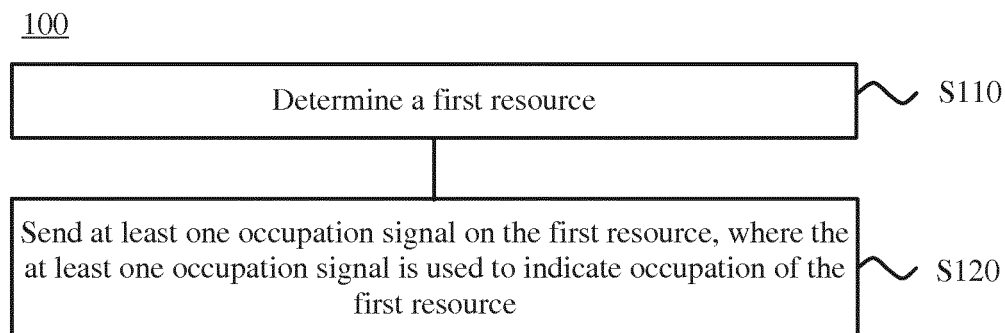 100
Determine a first resource
S110
Send at least one occupation signal on the first resource, where the
at least one occupation signal is used to indicate occupation of the
first resource
S120